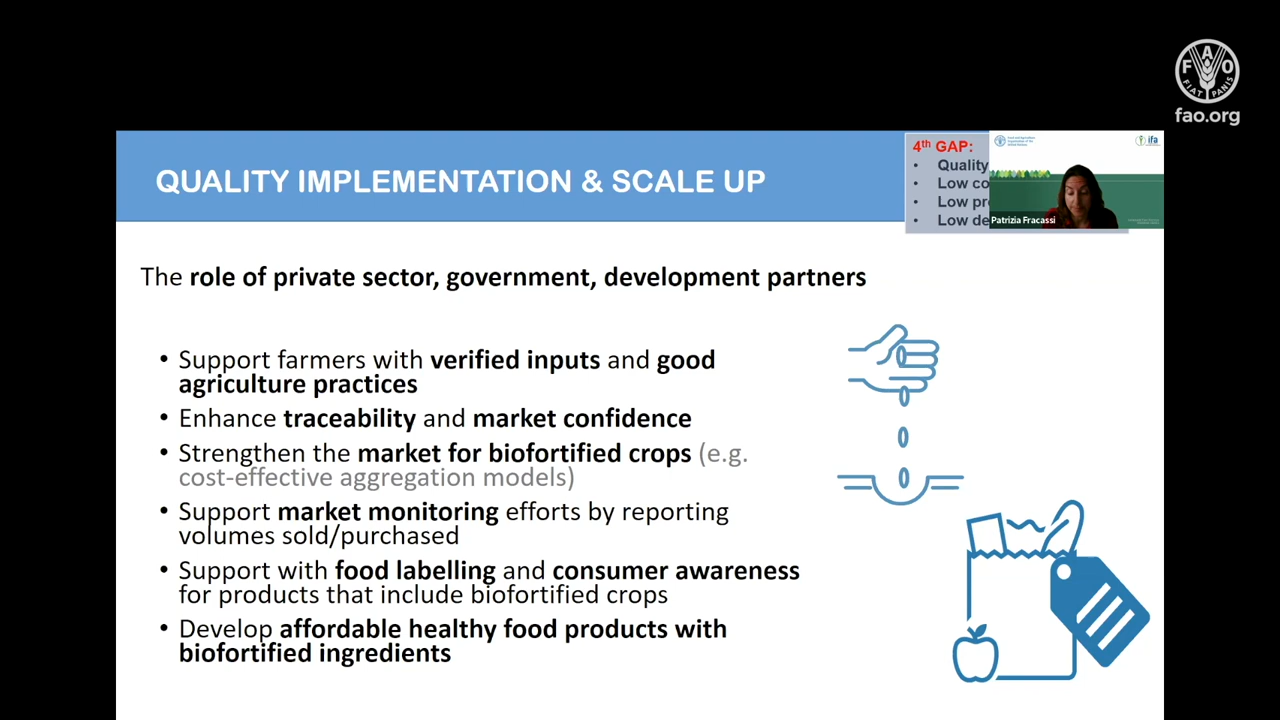 F A O
FIAT PANIS
fao.org
QUALITY IMPLEMENTATION & SCALE UP
4th GAP:
• Quality
• Low
• Low
• Low
ifa
Patrizia Fracassi
The role of private sector, government, development partners
• Support farmers with verified inputs and good
agriculture practices
• Enhance traceability and market confidence
• Strengthen the market for biofortified crops (e.g.
cost-effective aggregation models)
• Support market monitoring efforts by reporting
volumes sold/purchased
• Support with food labelling and consumer awareness
for products that include biofortified crops
• Develop affordable healthy food products with
biofortified ingredients